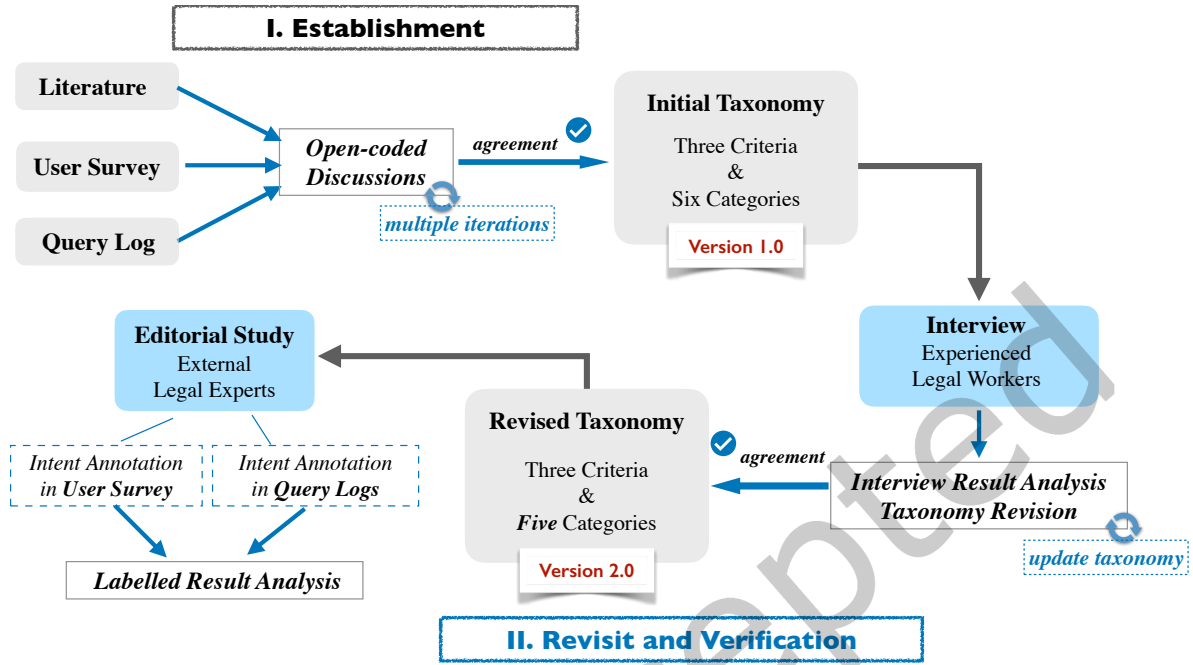 I. Establishment
Literature
User Survey
Query Log
Open-coded
Discussions
multiple iterations
agreement
Initial Taxonomy
Three Criteria
&
Six Categories
Version 1.0
Interview
Experienced
Legal Workers
Interview Result Analysis
Taxonomy Revision
update taxonomy
agreement
Revised Taxonomy
Three Criteria
&
Five Categories
Version 2.0
Editorial Study
External
Legal Experts
Intent Annotation
in User Survey
Intent Annotation
in Query Logs
Labelled Result Analysis
II. Revisit and Verification
epted